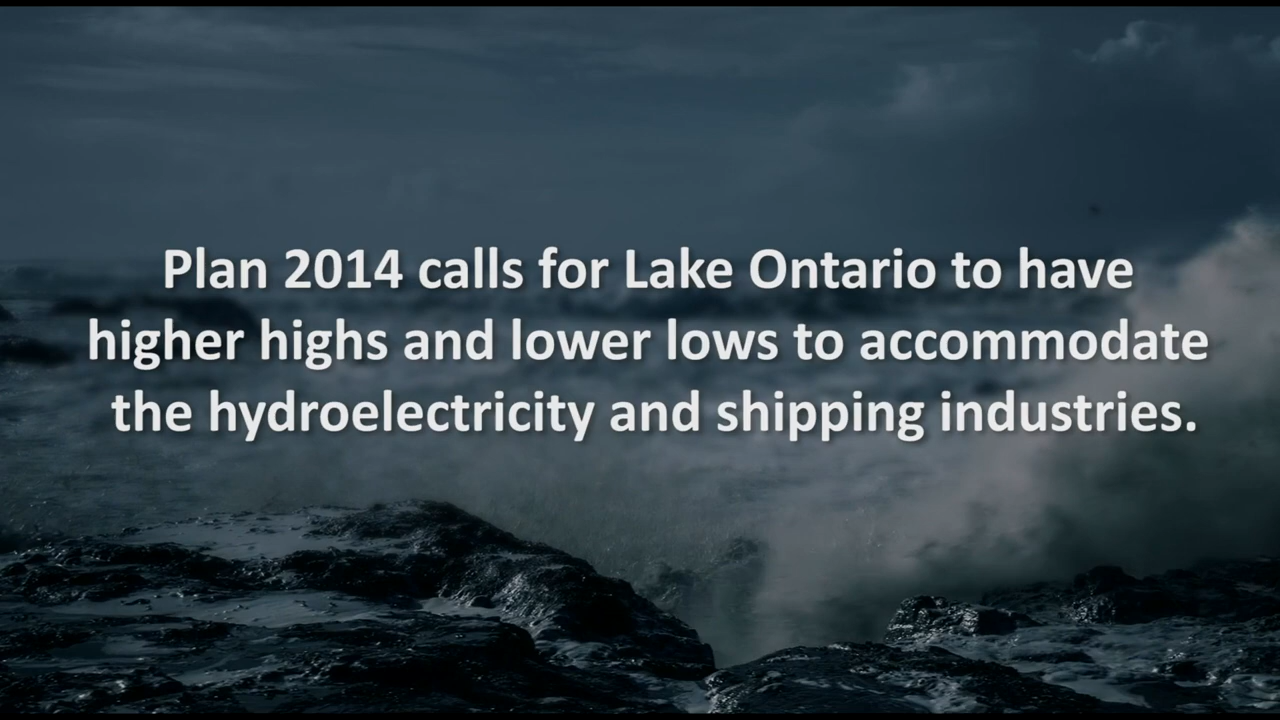 Plan 2014 calls for Lake Ontario to have
higher highs and lower lows to accommodate
the hydroelectricity and shipping industries.